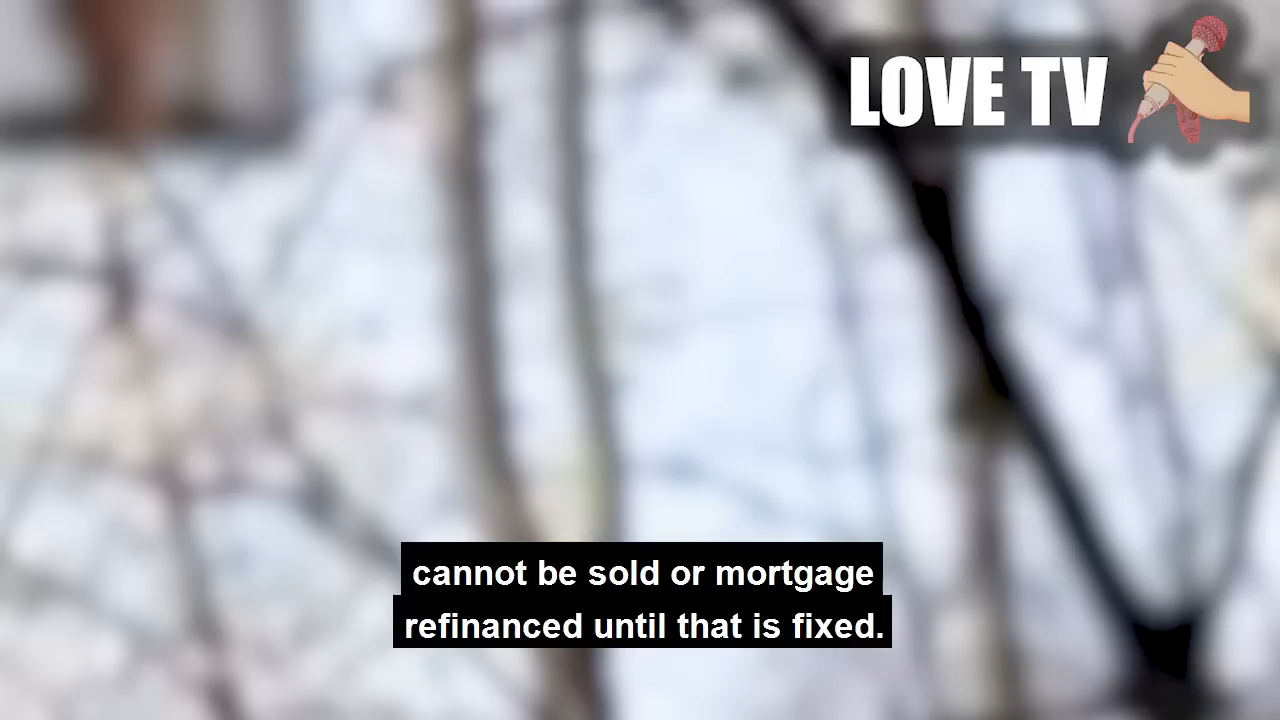 LOVE TV
cannot be sold or mortgage
refinanced until that is fixed.